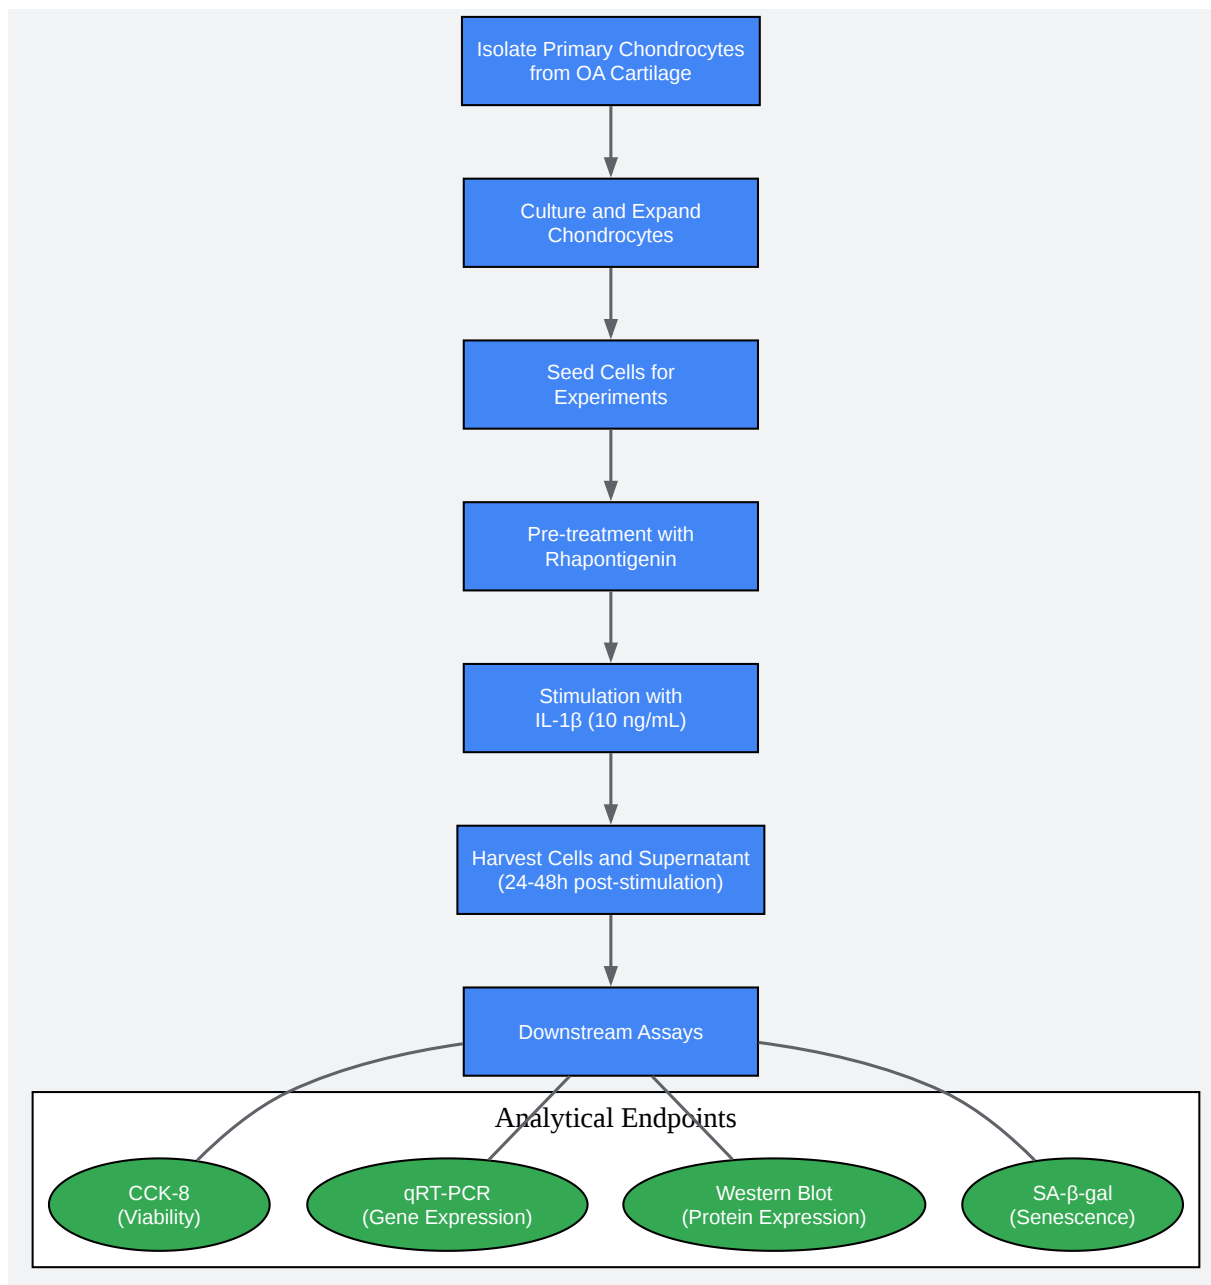 Isolate Primary Chondrocytes
from OA Cartilage
Culture and Expand
Chondrocytes
Seed Cells for
Experiments
Pre-treatment with
Rhapontigenin
Stimulation with
IL-1β (10 ng/mL)
Harvest Cells and Supernatant
(24-48h post-stimulation)
Downstream Assays
Analytical Endpoints
CCK-8
(Viability)
qRT-PCR
(Gene Expression)
Western Blot
(Protein Expression)
SA-β-gal
(Senescence)